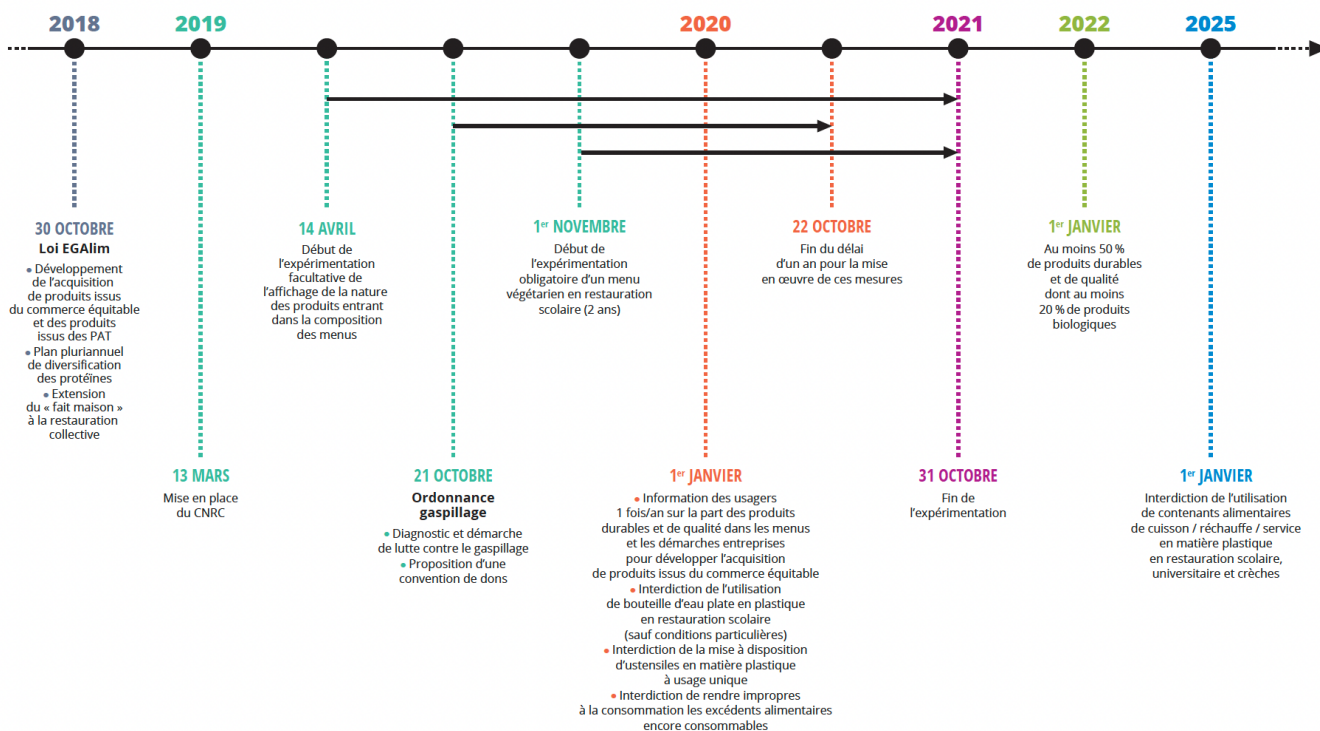 2018
2019
2020
2021
2022
2025
30 OCTOBRE
Loi EGAlim
• Développement
de l'acquisition
de produits issus
du commerce équitable
et des produits
issus des PAT
• Plan pluriannuel
de diversification
des protéines
• Extension
du « fait maison »
à la restauration
collective
13 MARS
Mise en place
du CNRC
14 AVRIL
Début de
l'expérimentation
facultative de
l'affichage de la nature
des produits entrant
dans la composition
des menus
21 OCTOBRE
Ordonnance
gaspillage
• Diagnostic et démarche
de lutte contre le gaspillage
• Proposition d'une
convention de dons
1er NOVEMBRE
Début de
l'expérimentation
obligatoire d'un menu
végétarien en restauration
scolaire (2 ans)
1er JANVIER
• Information des usagers
1 fois/an sur la part des produits
durables et de qualité dans les menus
et les démarches entreprises
pour développer l'acquisition
de produits issus du commerce équitable
• Interdiction de l'utilisation
de bouteille d'eau plate en plastique
en restauration scolaire
(sauf conditions particulières)
• Interdiction de la mise à disposition
d'ustensiles en matière plastique
à usage unique
• Interdiction de rendre impropres
à la consommation les excédents alimentaires
encore consommables
22 OCTOBRE
Fin du délai
d'un an pour la mise
en œuvre de ces mesures
31 OCTOBRE
Fin de
l'expérimentation
1er JANVIER
Au moins 50 %
de produits durables
et de qualité
dont au moins
20 % de produits
biologiques
1er JANVIER
Interdiction de l'utilisation
de contenants alimentaires
de cuisson / réchauffe / service
en matière plastique
en restauration scolaire,
universitaire et crèches